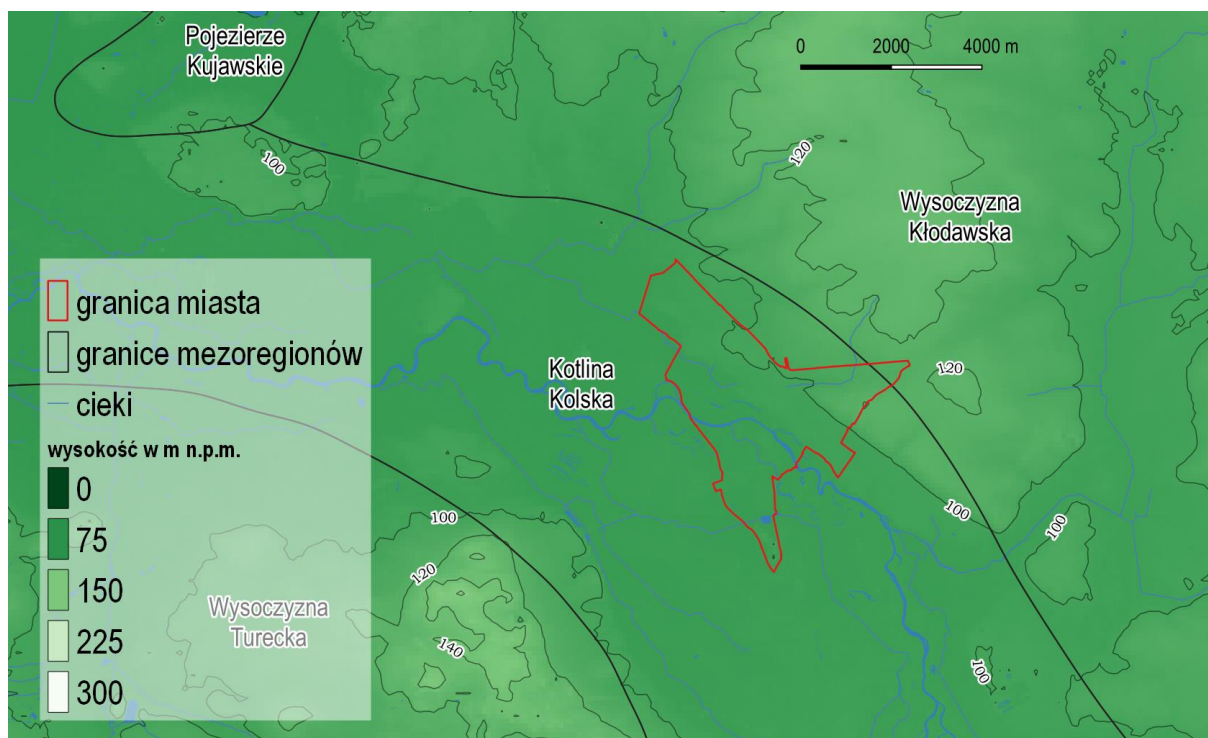 Pojezierze
Kujawskie
0 2000 4000 m
100
120
Wysoczyzna
Kłodawska
granica miasta
granice mezoregionów
cieki
wysokość w m n.p.m.
0
75
150
225
300
Kotlina
Kolska
120
100
100
100
120
Wysoczyzna
Turecka
140
100